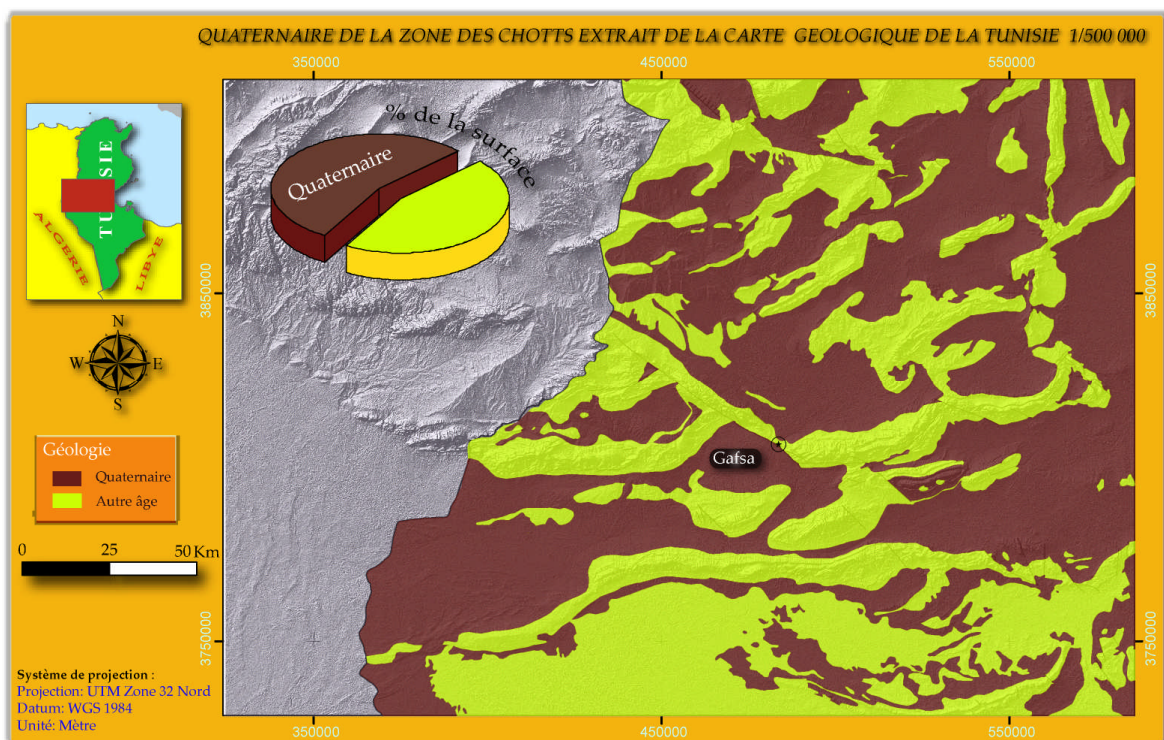 QUATERNAIRE DE LA ZONE DES CHOTTS EXTRAIT DE LA CARTE GEOLOGIQUE DE LA TUNISIE 1/500 000
350000
450000
550000
% de la surface
Quaternaire
TU SIE
ALGERIE
LIBYE
3850000
3850000
N
W
E
S
Géologie
Quaternaire
Autre âge
Gafsa
0
25
50 Km
3750000
3750000
Système de projection :
Projection: UTM Zone 32 Nord
Datum: WGS 1984
Unité: Mètre
350000
450000
550000